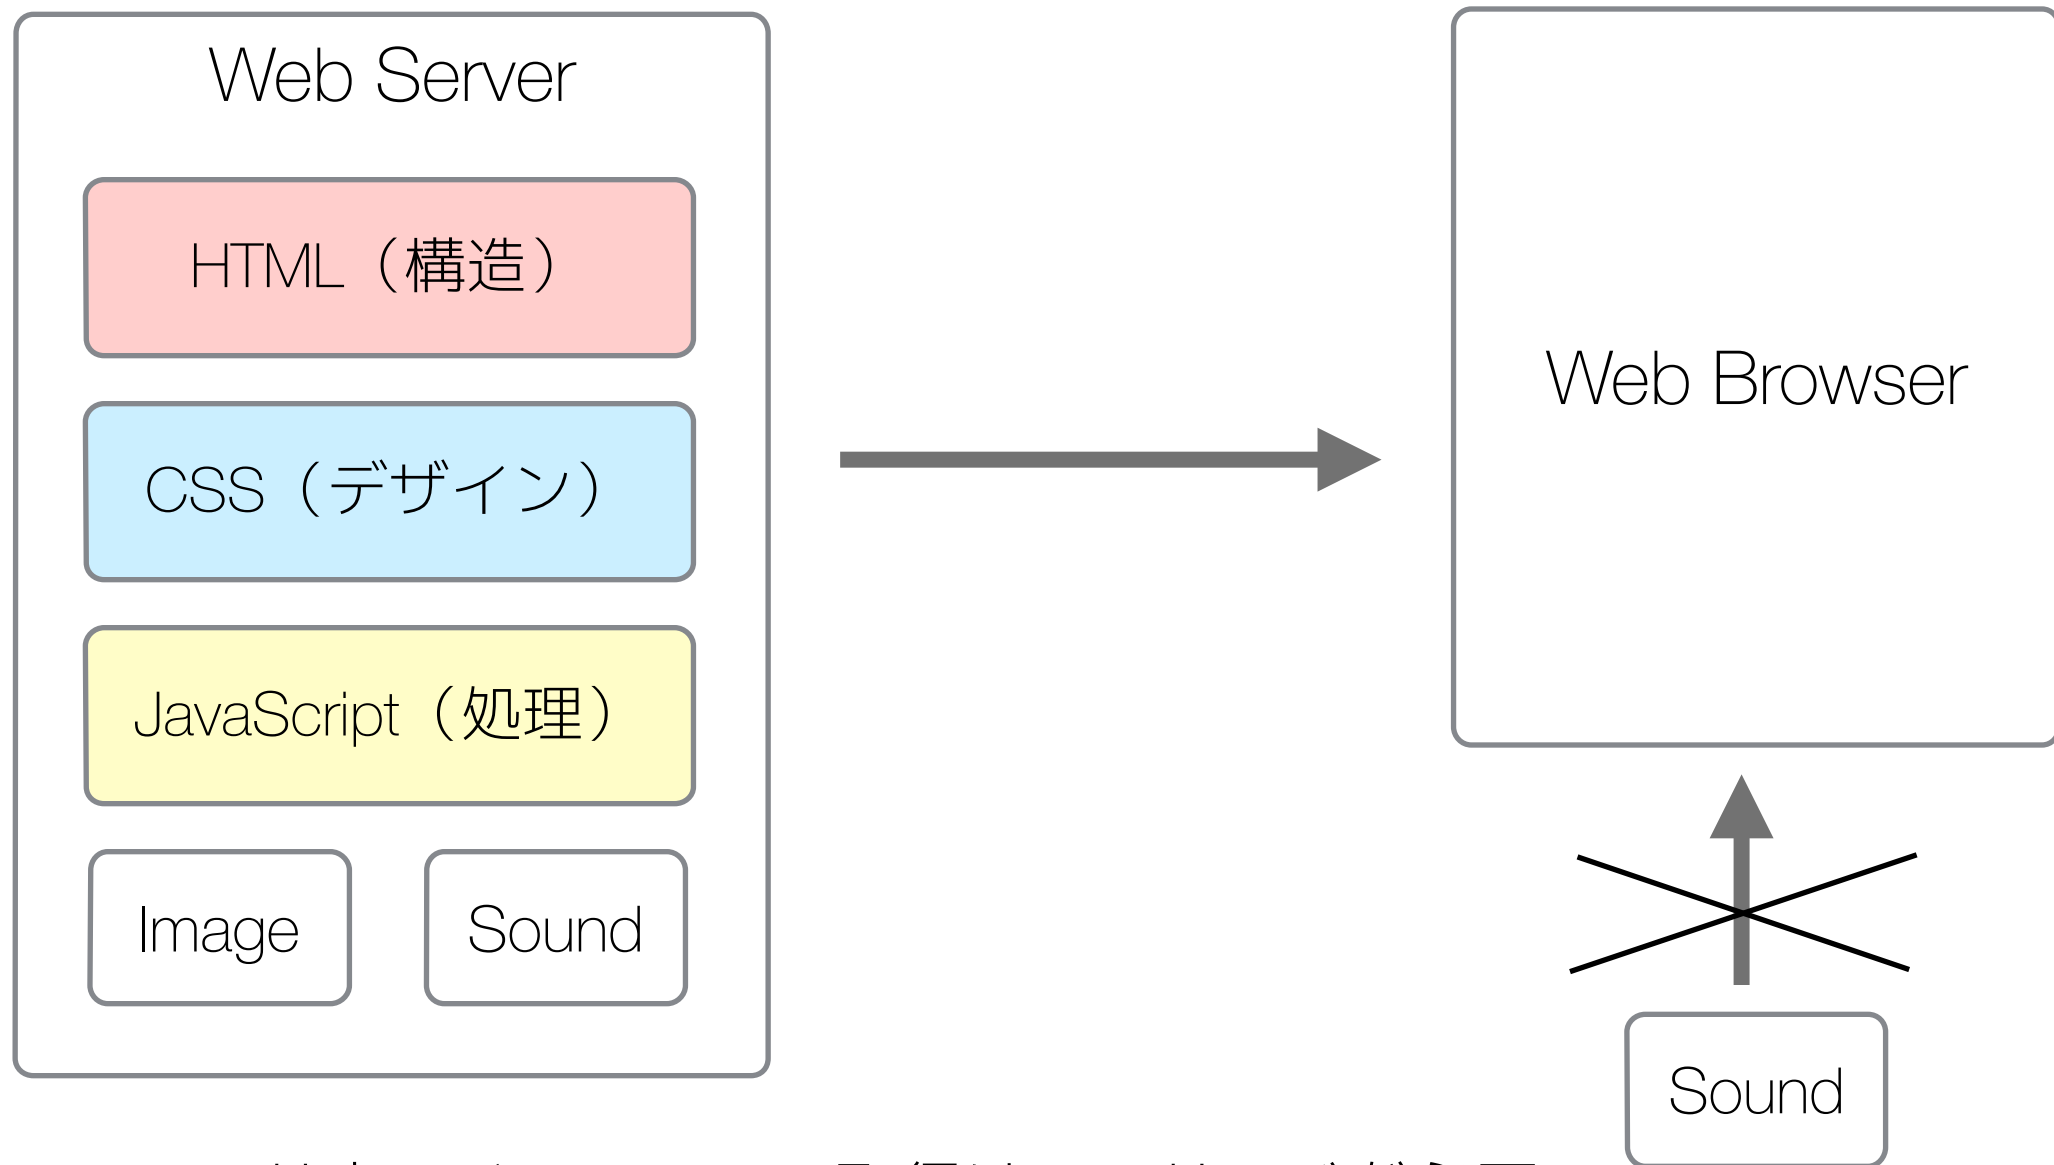 Web Server
HTML（構造）
CSS（デザイン）
JavaScript（処理）
Image
Sound
Web Browser
Sound